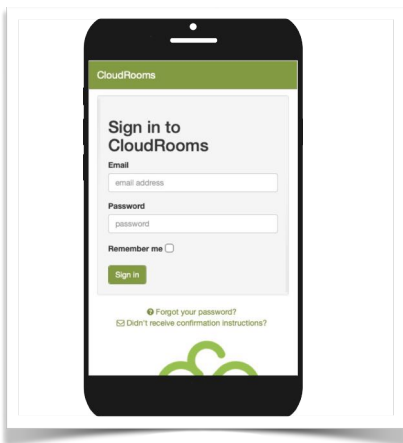 CloudRooms
Sign in to
CloudRooms
Email
email address
Password
password
Remember me
Sign in
Forgot your password?
Didn't receive confirmation instructions?